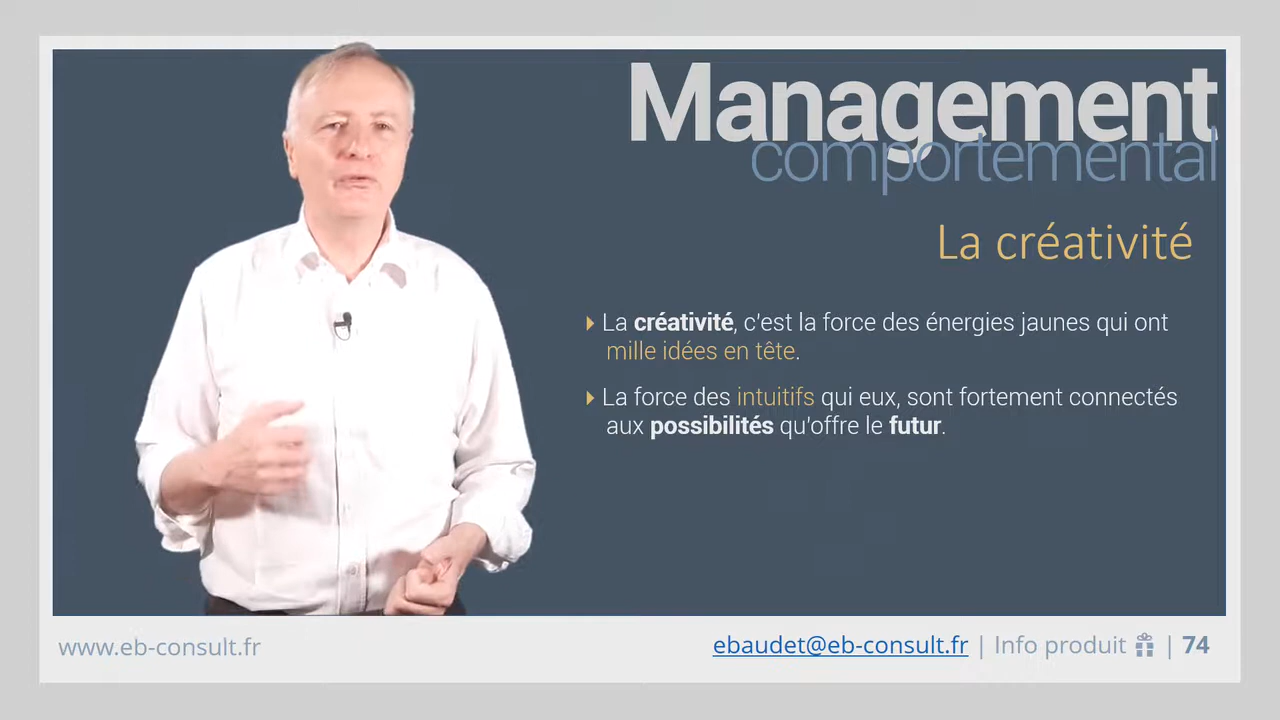 Management
comportemental
La créativité
La créativité, c'est la force des énergies jaunes qui ont
mille idées en tête.
La force des intuitifs qui eux, sont fortement connectés
aux possibilités qu'offre le futur.
www.eb-consult.fr
ebaudet@eb-consult.fr | Info produit | 74